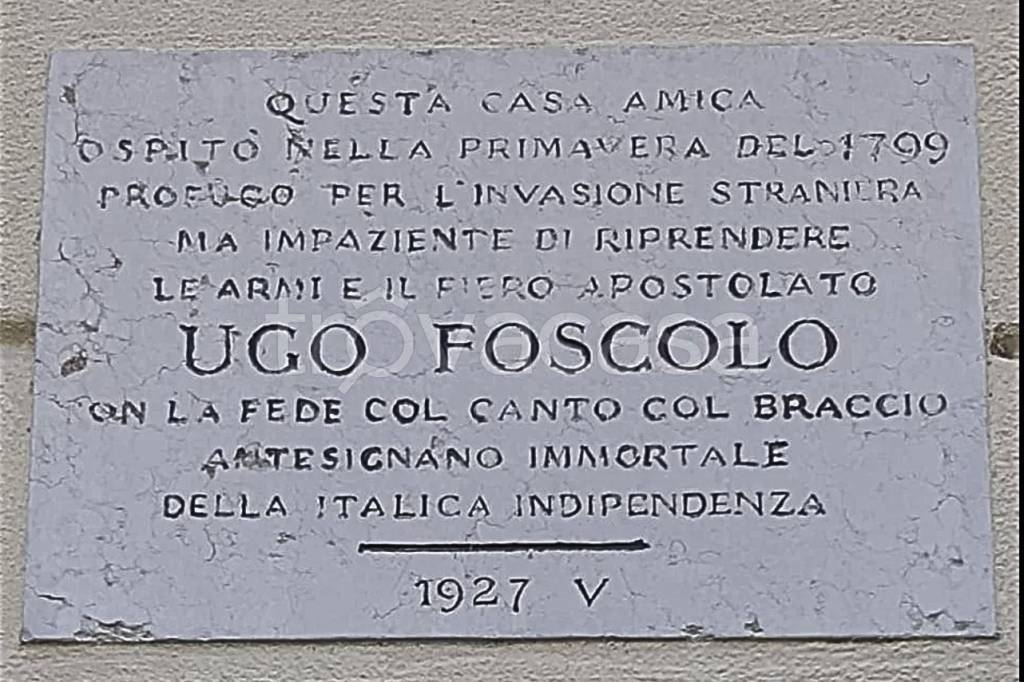 QUESTA CASA AMICA
OSPITÒ NELLA PRIMAVERA DEL 1799
PROFUGO PER L'INVASIONE STRANIERA
MA IMPAZIENTE DI RIPRENDERE
LE ARMI E IL FIERO APOSTOLATO
UGO FOSCOLO
CON LA FEDE COL CANTO COL BRACCIO
ANTESIGNANO IMMORTALE
DELLA ITALICA INDIPENDENZA
1927 V
trovacasa